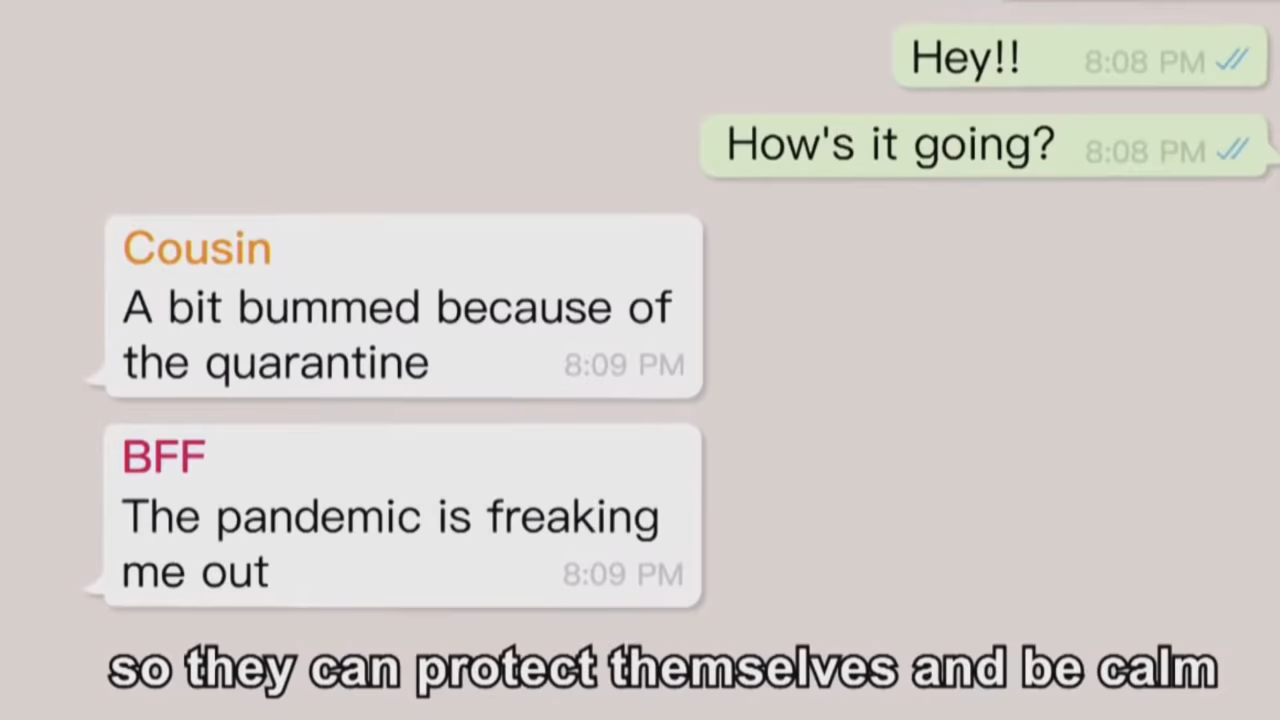 Hey!! 8:08 PM
How's it going? 8:08 PM
Cousin
A bit bummed because of
the quarantine 8:09 PM
BFF
The pandemic is freaking
me out 8:09 PM
so they can protect themselves and be calm